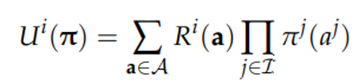 U^i(π) = ∑_{a∈𝒜} R^i(a) ∏_{j∈ℐ} π^j(a^j)